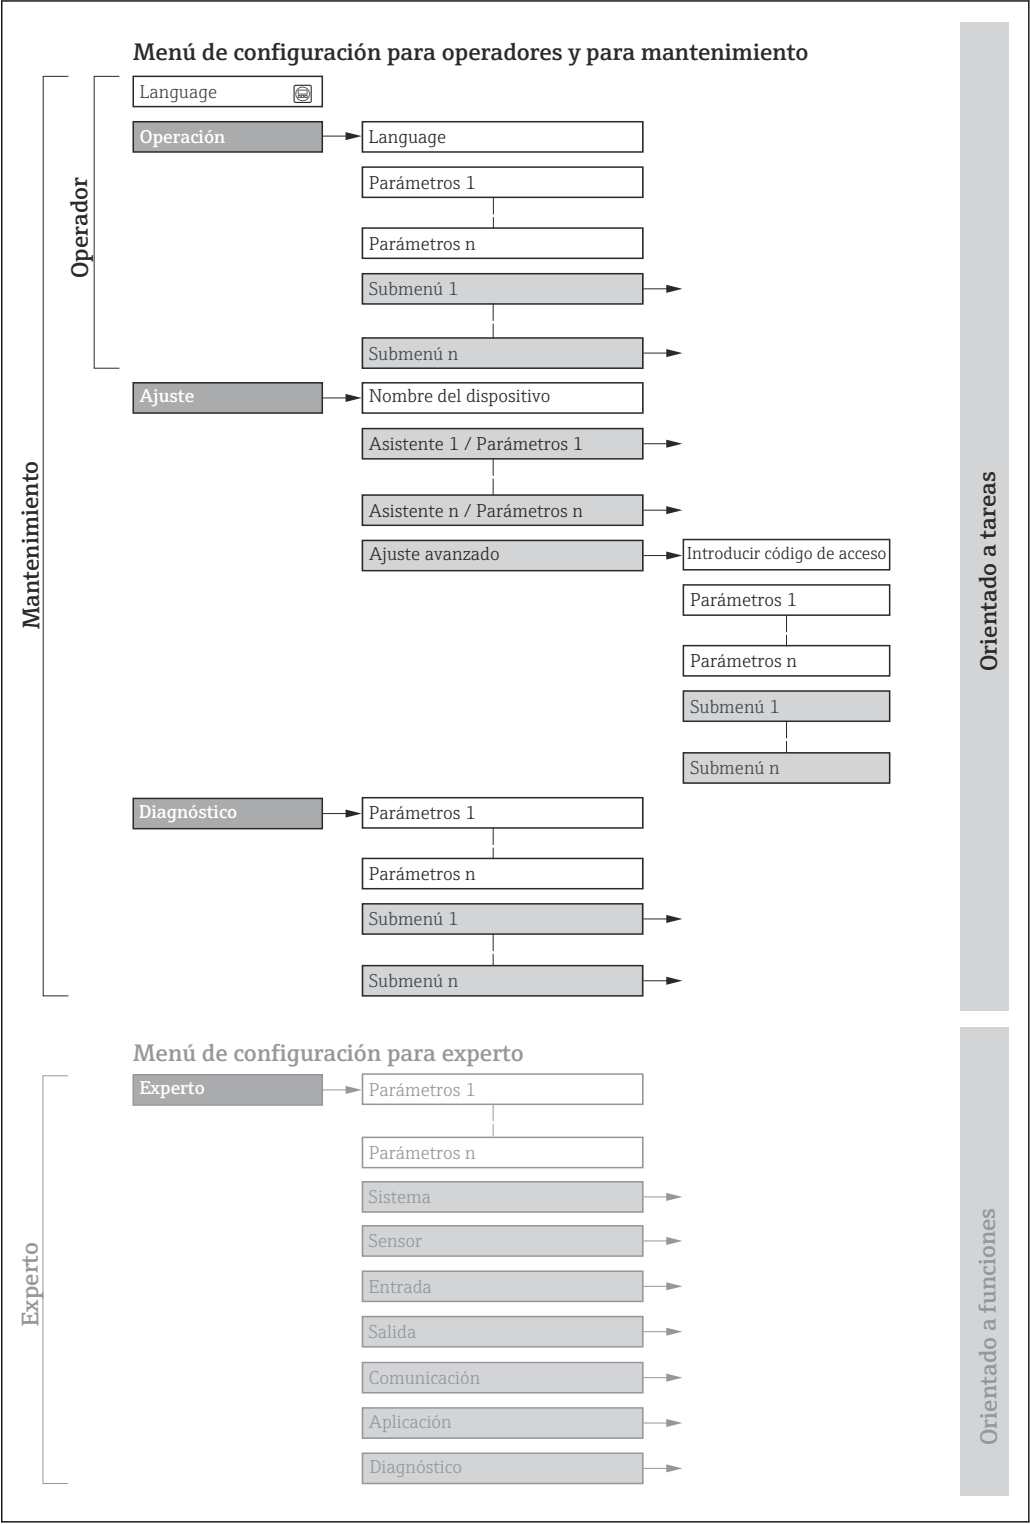 Menú de configuración para operadores y para mantenimiento
Language
Operación
Language
Parámetros 1
Parámetros n
Submenú 1
Submenú n
Operador
Ajuste
Nombre del dispositivo
Asistente 1 / Parámetros 1
Asistente n / Parámetros n
Ajuste avanzado
Introducir código de acceso
Parámetros 1
Parámetros n
Submenú 1
Submenú n
Mantenimiento
Orientado a tareas
Diagnóstico
Parámetros 1
Parámetros n
Submenú 1
Submenú n
Menú de configuración para experto
Experto
Parámetros 1
Parámetros n
Sistema
Sensor
Entrada
Salida
Comunicación
Aplicación
Diagnóstico
Experto
Orientado a funciones